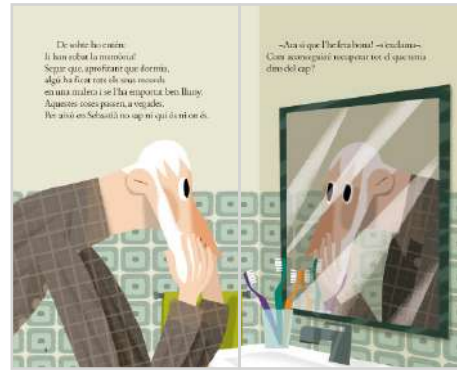 De sobte ho entén:
li han robat la memòria!
Segur que, aprofitant que dormia,
algú ha ficat tots els seus records
en una maleta i se l'ha emportat ben lluny.
Aquestes coses passen, a vegades.
Per això en Sebastià no sap ni qui és ni on és.
–Ara sí que l'he feta bona! –s'exclama–.
Com aconseguiré recuperar tot el que tenia
dins del cap?